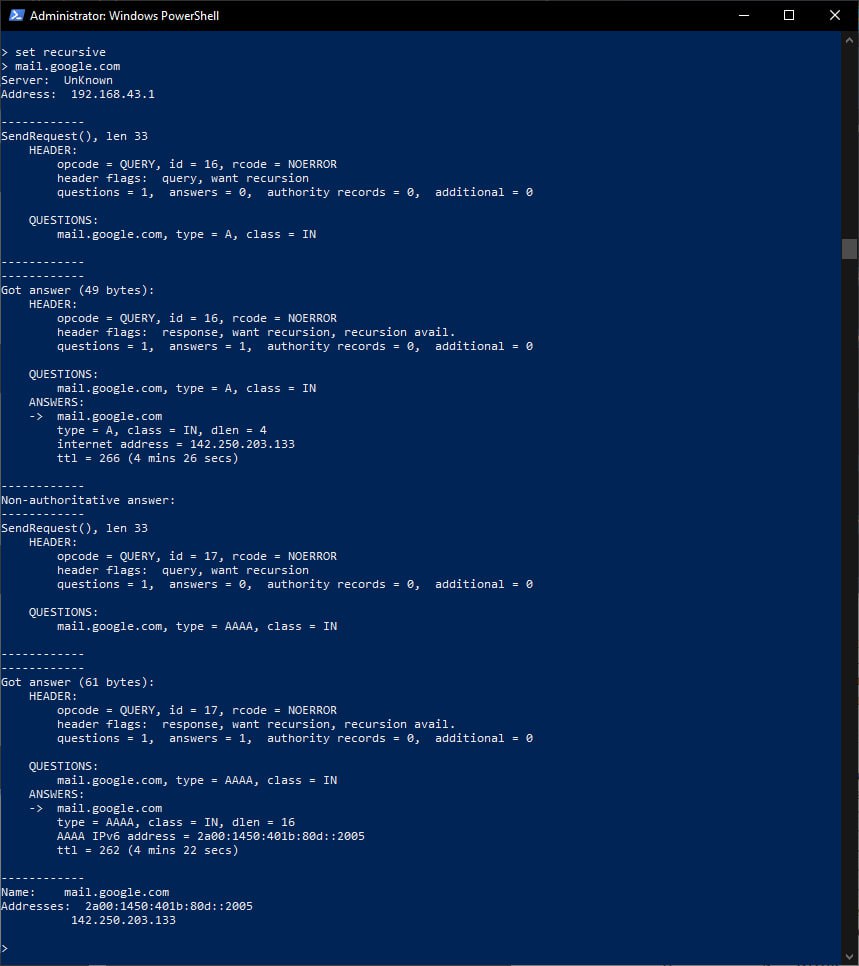 Administrator: Windows PowerShell
> set recursive
> mail.google.com
Server:  UnKnown
Address:  192.168.43.1
------------
SendRequest(), len 33
    HEADER:
        opcode = QUERY, id = 16, rcode = NOERROR
        header flags:  query, want recursion
        questions = 1,  answers = 0,  authority records = 0,  additional = 0
    QUESTIONS:
        mail.google.com, type = A, class = IN
------------
------------
Got answer (49 bytes):
    HEADER:
        opcode = QUERY, id = 16, rcode = NOERROR
        header flags:  response, want recursion, recursion avail.
        questions = 1,  answers = 1,  authority records = 0,  additional = 0
    QUESTIONS:
        mail.google.com, type = A, class = IN
    ANSWERS:
    ->  mail.google.com
        type = A, class = IN, dlen = 4
        internet address = 142.250.203.133
        ttl = 266 (4 mins 26 secs)
------------
Non-authoritative answer:
------------
SendRequest(), len 33
    HEADER:
        opcode = QUERY, id = 17, rcode = NOERROR
        header flags:  query, want recursion
        questions = 1,  answers = 0,  authority records = 0,  additional = 0
    QUESTIONS:
        mail.google.com, type = AAAA, class = IN
------------
------------
Got answer (61 bytes):
    HEADER:
        opcode = QUERY, id = 17, rcode = NOERROR
        header flags:  response, want recursion, recursion avail.
        questions = 1,  answers = 1,  authority records = 0,  additional = 0
    QUESTIONS:
        mail.google.com, type = AAAA, class = IN
    ANSWERS:
    ->  mail.google.com
        type = AAAA, class = IN, dlen = 16
        AAAA IPv6 address = 2a00:1450:401b:80d::2005
        ttl = 262 (4 mins 22 secs)
------------
Name:    mail.google.com
Addresses:  2a00:1450:401b:80d::2005
          142.250.203.133
>